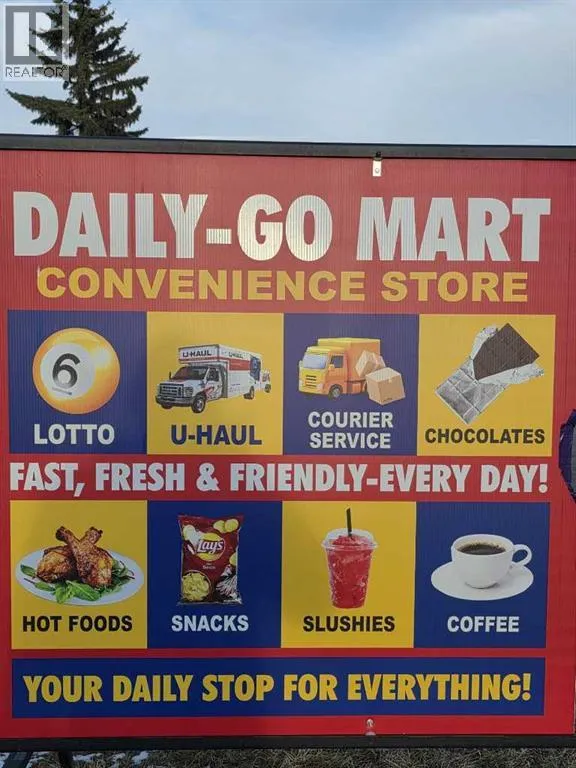 R
REALTOR®
DAILY-GO MART
CONVENIENCE STORE
6
U-HAUL
LOTTO
U-HAUL
COURIER
SERVICE
CHOCOLATES
FAST, FRESH & FRIENDLY-EVERY DAY!
Lay's
HOT FOODS
SNACKS
SLUSHIES
COFFEE
YOUR DAILY STOP FOR EVERYTHING!